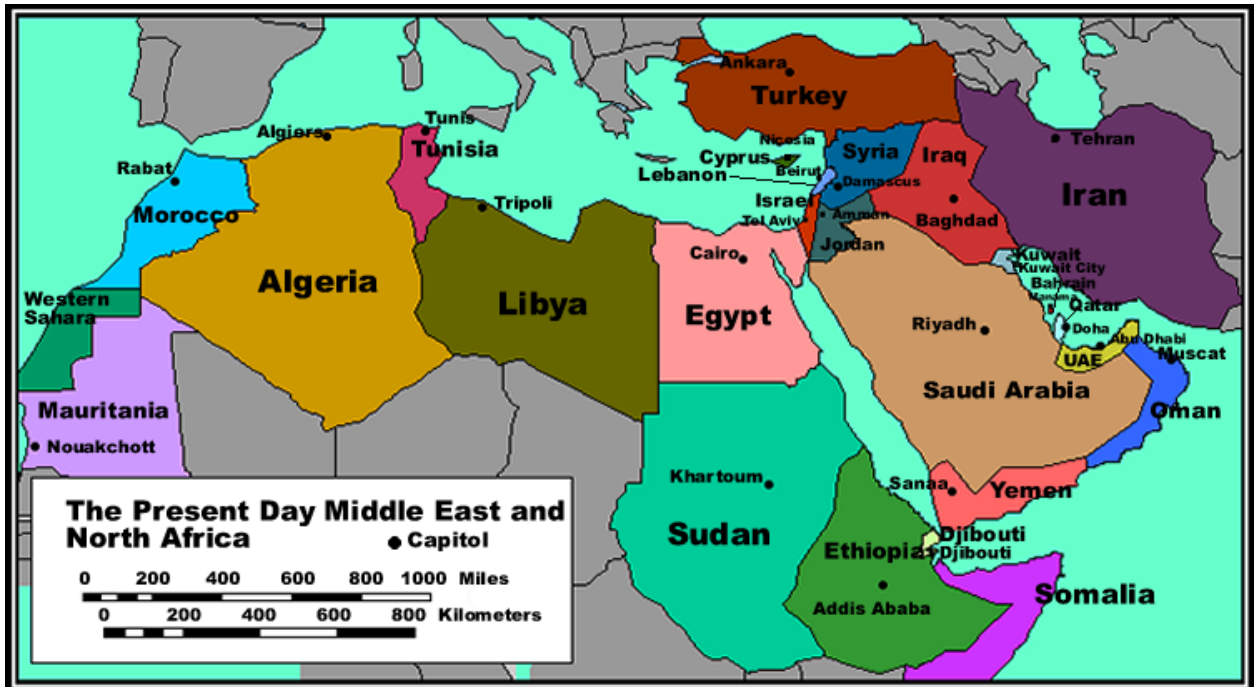 Ankara
Turkey
Tunis
Algiers
Tunisia
Tehran
Nicosia
Cyprus
Syria
Iraq
Rabat
Beirut
Lebanon
Damascus
Iran
Israel
Tripoli
Morocco
Tel Aviv
Amman
Baghdad
Jordan
Cairo
Kuwait
Kuwait City
Algeria
Bahrain
Manama
Western
Sahara
Libya
Egypt
Qatar
Riyadh
Doha
Abu Dhabi
Muscat
UAE
Saudi Arabia
Mauritania
Oman
Nouakchott
Khartoum
Sanaa
Yemen
Sudan
Djibouti
Ethiopia
Djibouti
Somalia
Addis Ababa
The Present Day Middle East and
North Africa
Capitol
0 200 400 600 800 1000 Miles
0 200 400 600 800 Kilometers